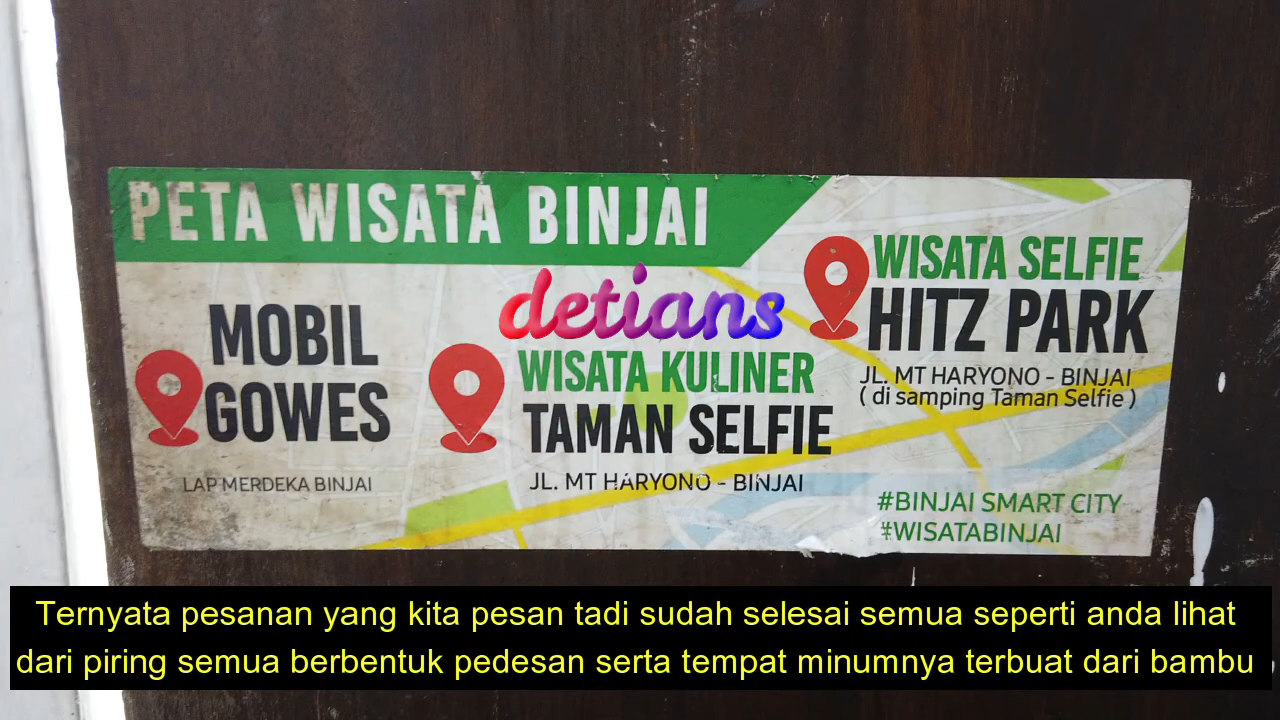 PETA WISATA BINJAI
detians
MOBIL
GOWES
LAP MERDEKA BINJAI
WISATA KULINER
TAMAN SELFIE
JL. MT HARYONO - BINJAI
WISATA SELFIE
HITZ PARK
JL. MT HARYONO - BINJAI
( di samping Taman Selfie )
#BINJAI SMART CITY
#WISATABINJAI
Ternyata pesanan yang kita pesan tadi sudah selesai semua seperti anda lihat
dari piring semua berbentuk pedesan serta tempat minumnya terbuat dari bambu